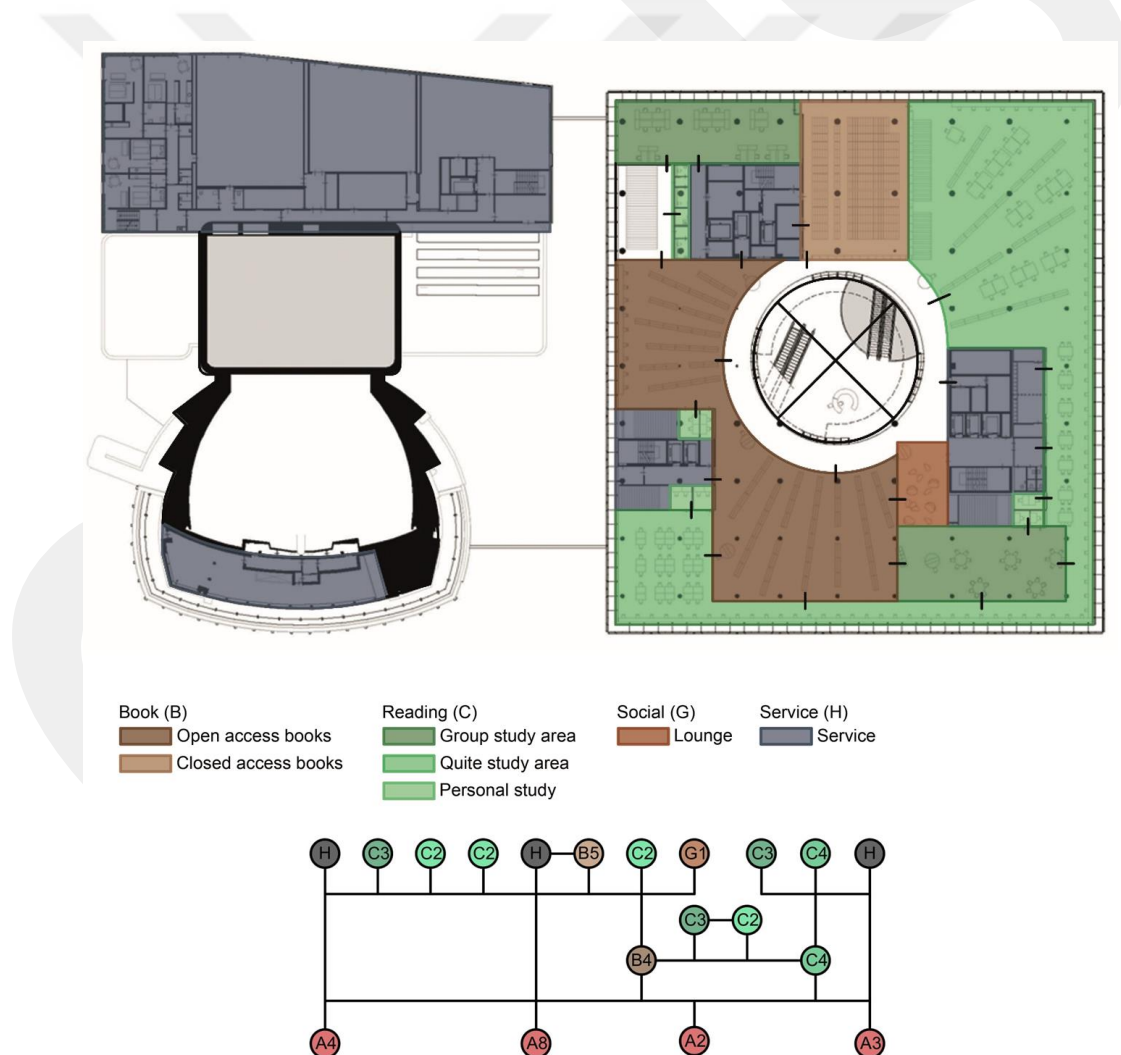 Book (B)
Open access books
Closed access books
Reading (C)
Group study area
Quite study area
Personal study
Social (G)
Lounge
Service (H)
Service
H C3 C2 C2 H B5 C2 G1 C3 C4 H
C3 C2
B4 C4
A4 A8 A2 A3